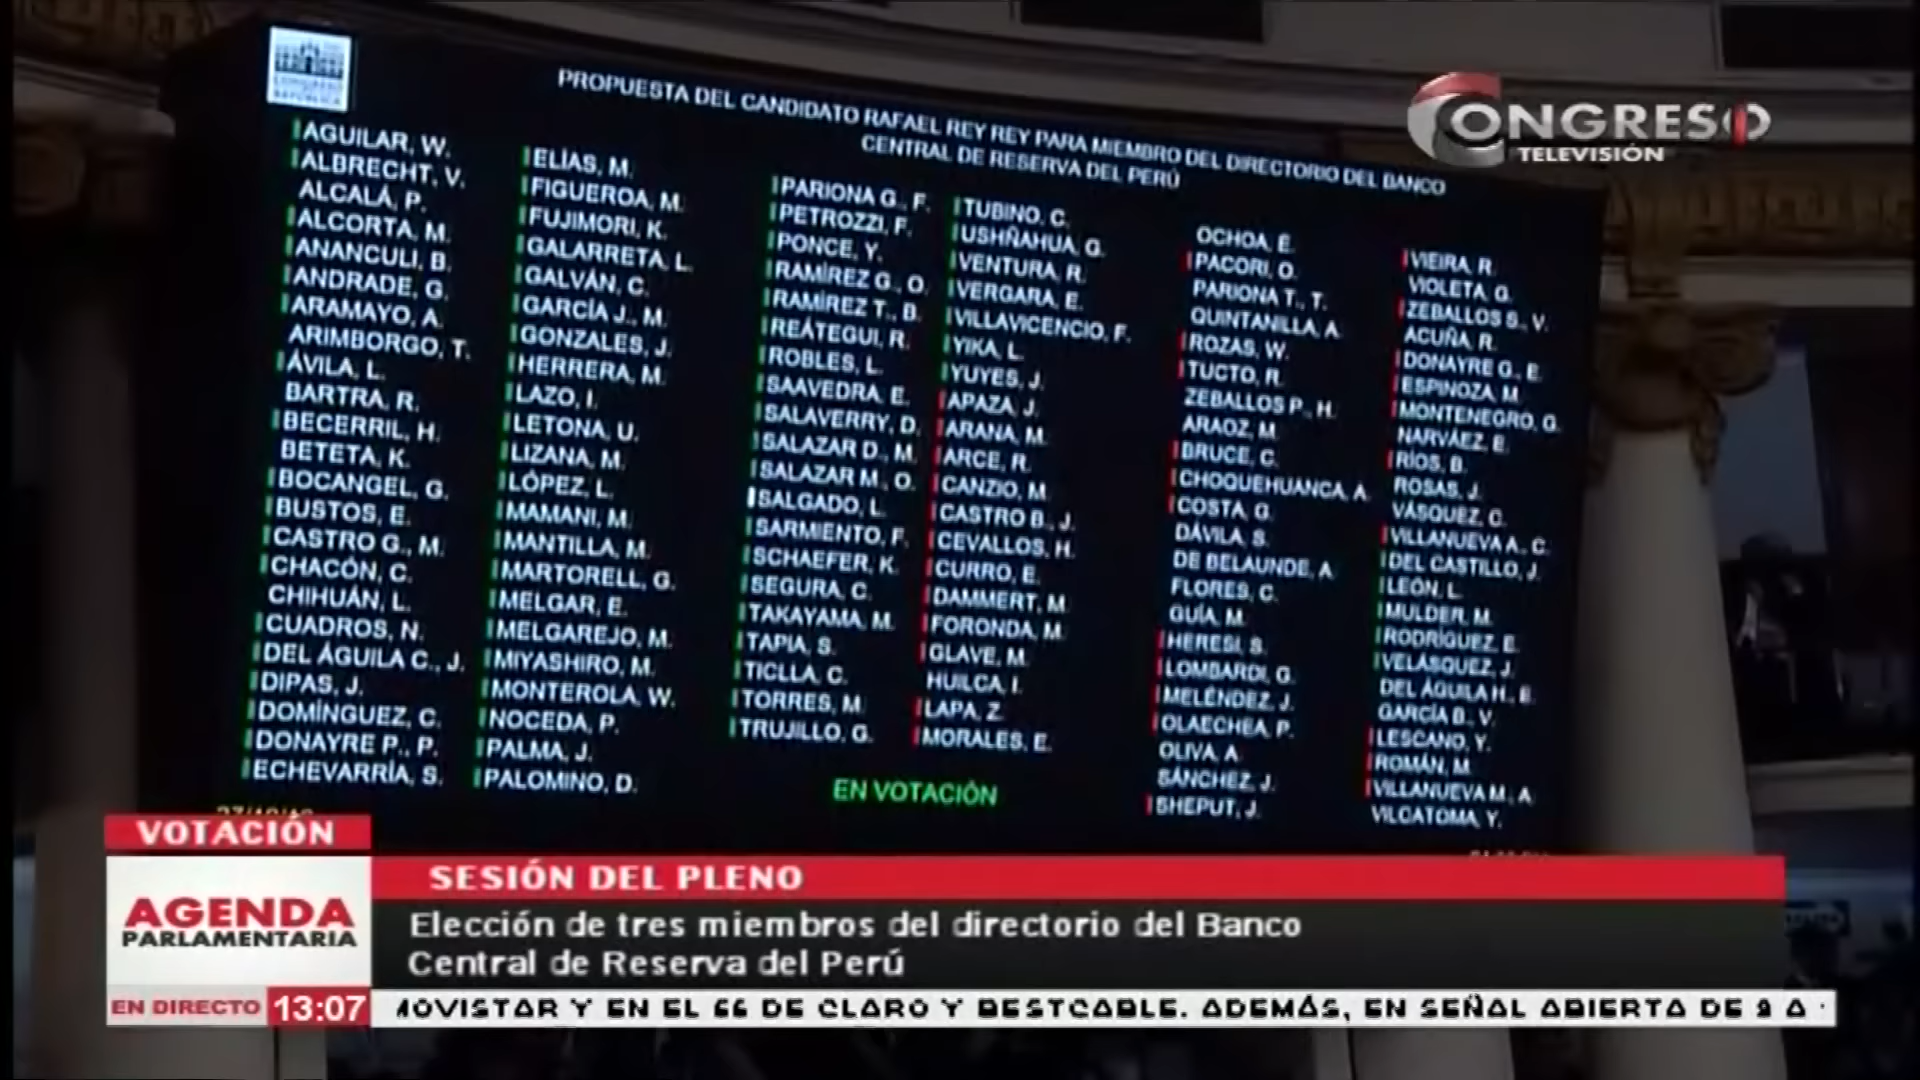 CONGRESO
TELEVISIÓN
PROPUESTA DEL CANDIDATO RAFAEL REY REY PARA MIEMBRO DEL DIRECTORIO DEL BANCO
CENTRAL DE RESERVA DEL PERÚ
AGUILAR, W.
ALBRECHT, V.
ALCALÁ, P.
ALCORTA, M.
ANANCULI, B.
ANDRADE, G.
ARAMAYO, A.
ARIMBORGO, T.
ÁVILA, L.
BARTRA, R.
BECERRIL, H.
BETETA, K.
BOCANGEL, G.
BUSTOS, E.
CASTRO G., M.
CHACÓN, C.
CHIHUÁN, L.
CUADROS, N.
DEL ÁGUILA C., J.
DIPAS, J.
DOMÍNGUEZ, C.
DONAYRE P., P.
ECHEVARRÍA, S.
ELÍAS, M.
FIGUEROA, M.
FUJIMORI, K.
GALARRETA, L.
GALVÁN, C.
GARCÍA J., M.
GONZALES, J.
HERRERA, M.
LAZO, I.
LETONA, U.
LIZANA, M.
LÓPEZ, L.
MAMANI, M.
MANTILLA, M.
MARTORELL, G.
MELGAR, E.
MELGAREJO, M.
MIYASHIRO, M.
MONTEROLA, W.
NOCEDA, P.
PALMA, J.
PALOMINO, D.
PARIONA G., F.
PETROZZI, F.
PONCE, Y.
RAMÍREZ G., O.
RAMÍREZ T., B.
REÁTEGUI, R.
ROBLES, L.
SAAVEDRA, E.
SALAVERRY, D.
SALAZAR D., M.
SALAZAR M., O.
SALGADO, L.
SARMIENTO, F.
SCHAEFER, K.
SEGURA, C.
TAKAYAMA, M.
TAPIA, S.
TICLLA, C.
TORRES, M.
TRUJILLO, G.
TUBINO, C.
USHÑAHUA, G.
VENTURA, R.
VERGARA, E.
VILLAVICENCIO, F.
YIKA, L.
YUYES, J.
APAZA, J.
ARANA, M.
ARCE, R.
CANZIO, M.
CASTRO B., J.
CEVALLOS, H.
CURRO, E.
DAMMERT, M.
FORONDA, M.
GLAVE, M.
HUILCA, I.
LAPA, Z.
MORALES, E.
OCHOA, E.
PACORI, O.
PARIONA T., T.
QUINTANILLA, A.
ROZAS, W.
TUCTO, R.
ZEBALLOS P., H.
ARAOZ, M.
BRUCE, C.
CHOQUEHUANCA, A.
COSTA, G.
DÁVILA, S.
DE BELAUNDE, A.
FLORES, C.
GUÍA, M.
HERESI, S.
LOMBARDI, G.
MELÉNDEZ, J.
OLAECHEA, P.
OLIVA, A.
SÁNCHEZ, J.
SHEPUT, J.
VIEIRA, R.
VIOLETA, G.
ZEBALLOS S., V.
ACUÑA, R.
DONAYRE G., E.
ESPINOZA, M.
MONTENEGRO, G.
NARVÁEZ, E.
RÍOS, B.
ROSAS, J.
VÁSQUEZ, C.
VILLANUEVA A., C.
DEL CASTILLO, J.
LEÓN, L.
MULDER, M.
RODRÍGUEZ, E.
VELÁSQUEZ, J.
DEL ÁGUILA H., E.
GARCÍA B., V.
LESCANO, Y.
ROMÁN, M.
VILLANUEVA M., A.
VILCATOMA, Y.
EN VOTACIÓN
VOTACIÓN
SESIÓN DEL PLENO
AGENDA
PARLAMENTARIA
Elección de tres miembros del directorio del Banco
Central de Reserva del Perú
EN DIRECTO 13:07
MOVISTAR Y EN EL 66 DE CLARO Y BESTCABLE. ADEMÁS, EN SEÑAL ABIERTA DE 9 A